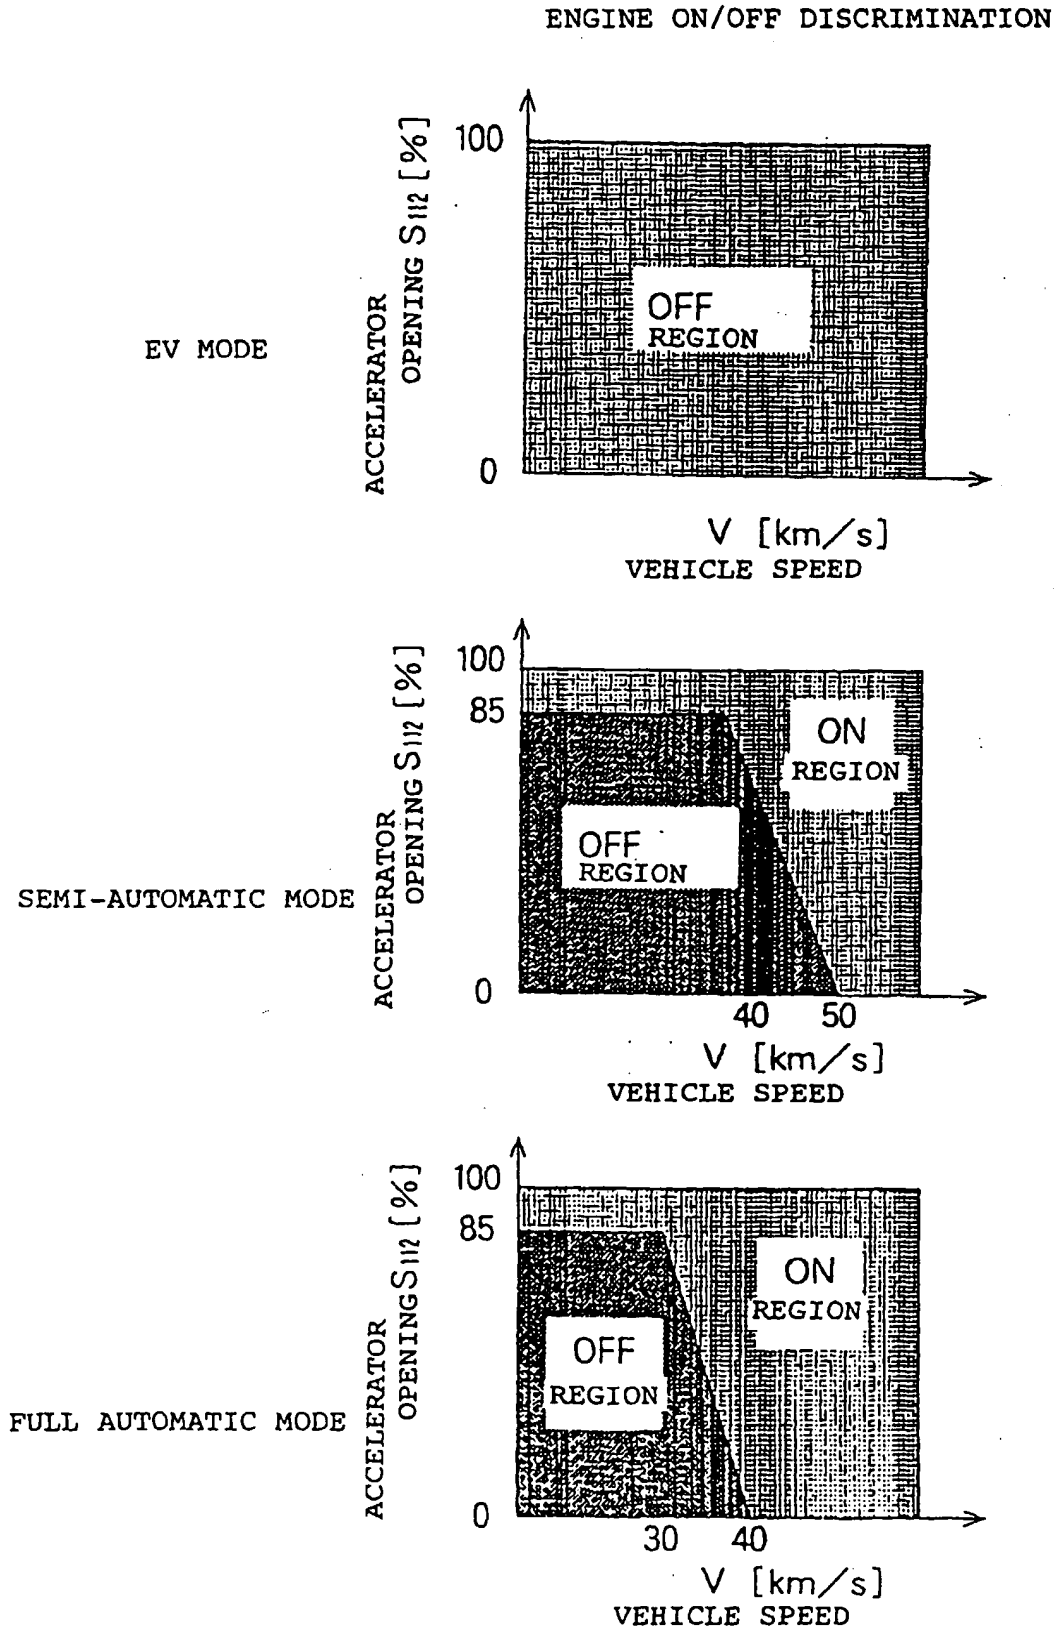 ENGINE ON/OFF DISCRIMINATION
EV MODE
ACCELERATOR
OPENING S112 [%]
100
0
OFF
REGION
V [km/s]
VEHICLE SPEED
SEMI-AUTOMATIC MODE
ACCELERATOR
OPENING S112 [%]
100
85
0
ON
REGION
OFF
REGION
40 50
V [km/s]
VEHICLE SPEED
FULL AUTOMATIC MODE
ACCELERATOR
OPENING S112 [%]
100
85
0
ON
REGION
OFF
REGION
30 40
V [km/s]
VEHICLE SPEED